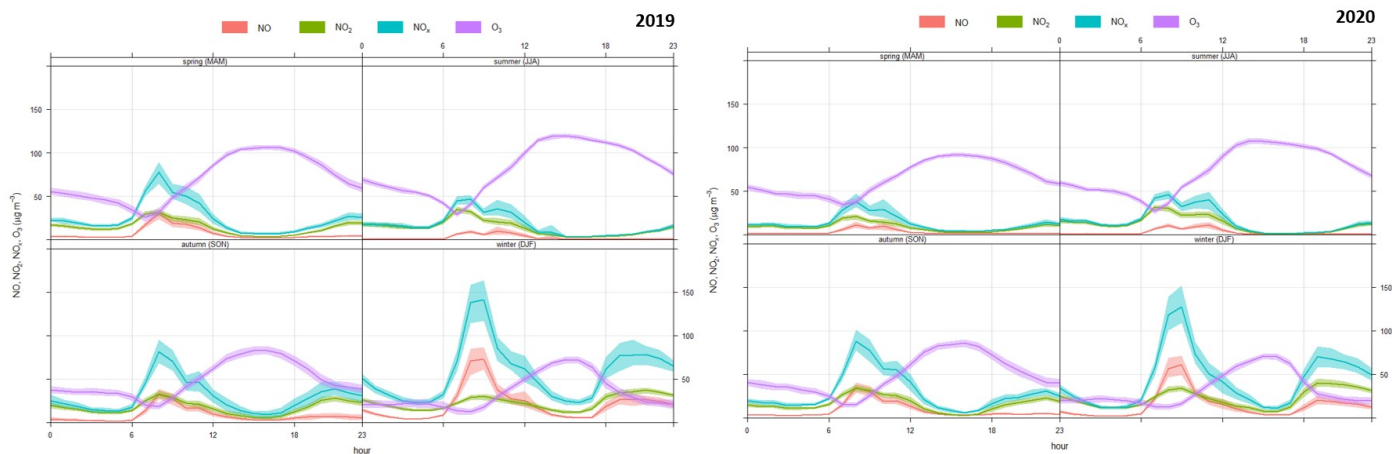 2019
NO NO₂ NOₓ O₃
0 6 12 18 23
spring (MAM) summer (JJA)
150
100
50
autumn (SON) winter (DJF)
150
100
50
NO, NO₂, NOₓ, O₃ (µg m⁻³)
0 6 12 18 23
hour
2020
NO NO₂ NOₓ O₃
0 6 12 18 23
spring (MAM) summer (JJA)
150
100
50
autumn (SON) winter (DJF)
150
100
50
NO, NO₂, NOₓ, O₃ (µg m⁻³)
0 6 12 18 23
hour